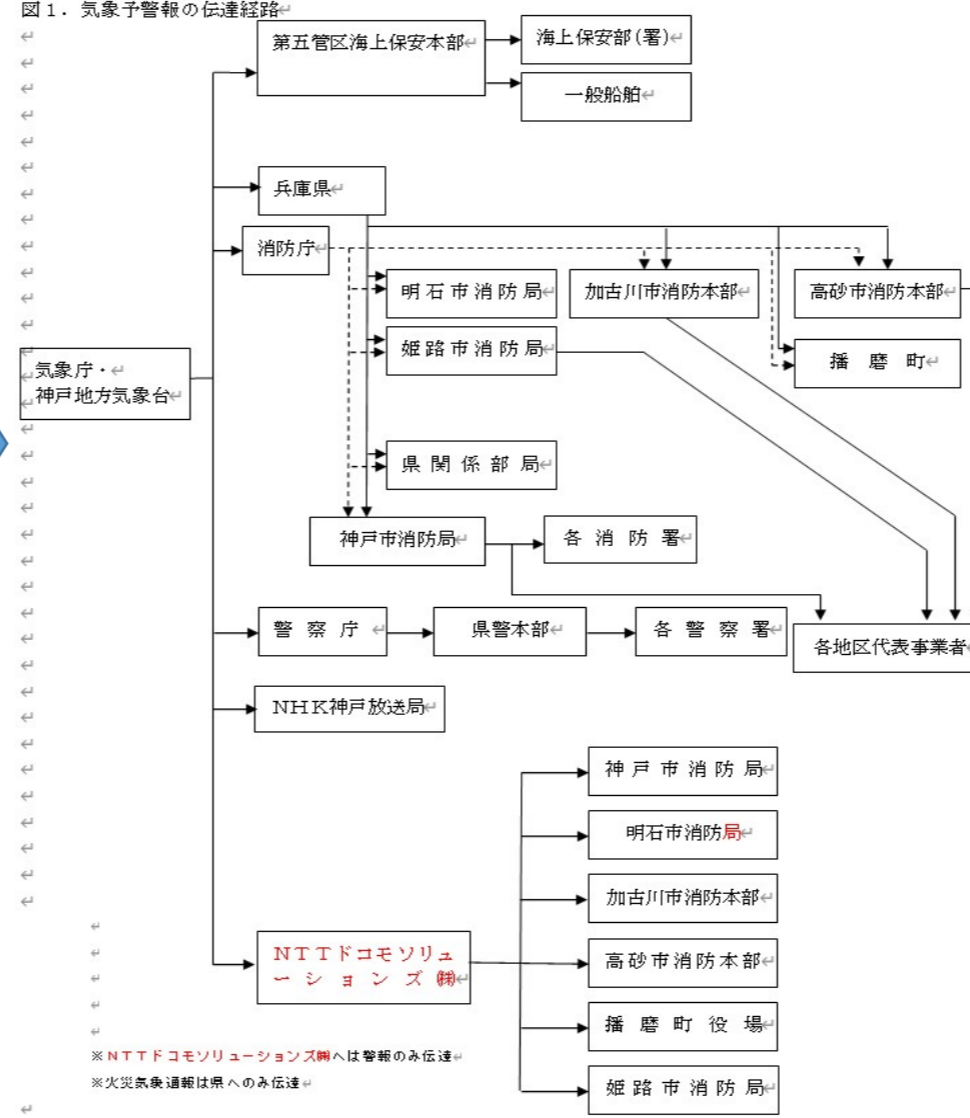 図１．気象予警報の伝達経路
第五管区海上保安本部
海上保安部(署)
一般船舶
兵庫県
消防庁
明石市消防局
加古川市消防本部
高砂市消防本部
姫路市消防局
播磨町
気象庁・
神戸地方気象台
県関係部局
神戸市消防局
各消防署
警察庁
県警本部
各警察署
各地区代表事業者
ＮＨＫ神戸放送局
神戸市消防局
明石市消防局
加古川市消防本部
ＮＴＴドコモソリュ
ーションズ㈱
高砂市消防本部
播磨町役場
※ＮＴＴドコモソリューションズ㈱へは警報のみ伝達
※火災気象通報は県へのみ伝達
姫路市消防局